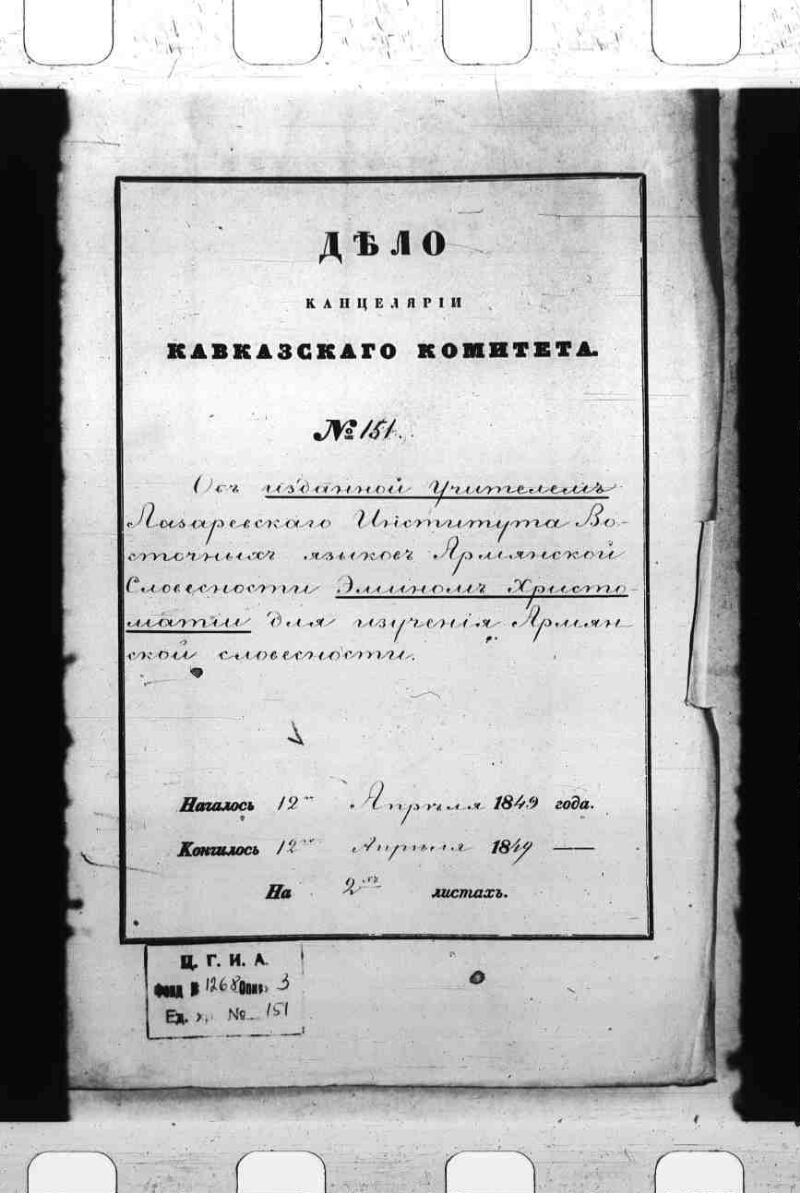 ДѢЛО
КАНЦЕЛЯРІИ
КАВКАЗСКАГО КОМИТЕТА.
№ 151.
Объ изданной Учителемъ
Лазаревскаго Института Во-
сточныхъ языковъ Армянской
Словесности Эминомъ Христо-
матіи для изученія Армян
ской словесности.
Началось 12го Апрѣля 1849 года.
Кончилось 12го Апрѣля 1849 —
На 2хъ листахъ.
Ц. Г. И. А.
Фонд № 1268 Опись 3
Ед. х. № 151